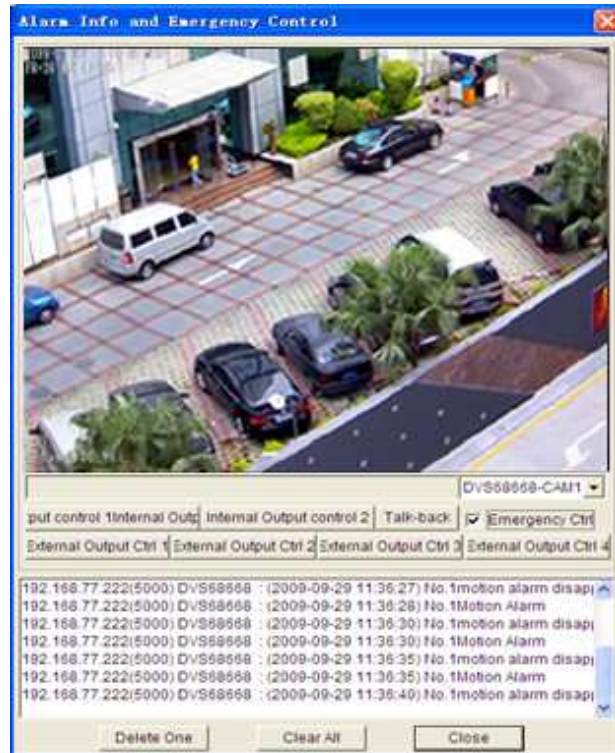 Alarm Info and Emergency Control
DVS68668-CAM1
put control 1Internal Outp Internal Output control 2 Talk-back Emergency Ctrl
External Output Ctrl 1 External Output Ctrl 2 External Output Ctrl 3 External Output Ctrl 4
192.168.77.222(5000) DVS68668 : (2009-09-29 11:36:27) No.1motion alarm disapp
192.168.77.222(5000) DVS68668 : (2009-09-29 11:36:28) No.1Motion Alarm
192.168.77.222(5000) DVS68668 : (2009-09-29 11:36:30) No.1motion alarm disapp
192.168.77.222(5000) DVS68668 : (2009-09-29 11:36:30) No.1Motion Alarm
192.168.77.222(5000) DVS68668 : (2009-09-29 11:36:35) No.1motion alarm disapp
192.168.77.222(5000) DVS68668 : (2009-09-29 11:36:35) No.1Motion Alarm
192.168.77.222(5000) DVS68668 : (2009-09-29 11:36:40) No.1motion alarm disapp
Delete One Clear All Close